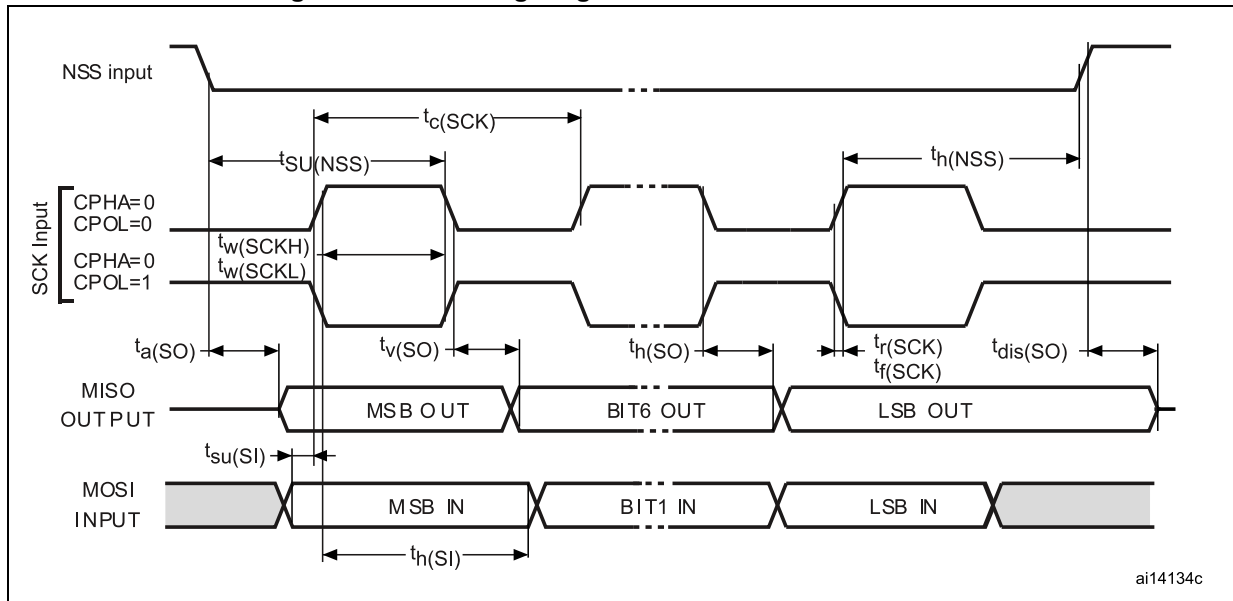 NSS input
tc(SCK)
tSU(NSS)
th(NSS)
SCK Input
CPHA=0
CPOL=0
tw(SCKH)
CPHA=0
tw(SCKL)
CPOL=1
ta(SO)
tv(SO)
th(SO)
tr(SCK)
tf(SCK)
tdis(SO)
MISO
OUTPUT
MSB OUT
BIT6 OUT
LSB OUT
tsu(SI)
MOSI
INPUT
MSB IN
BIT1 IN
LSB IN
th(SI)
ai14134c